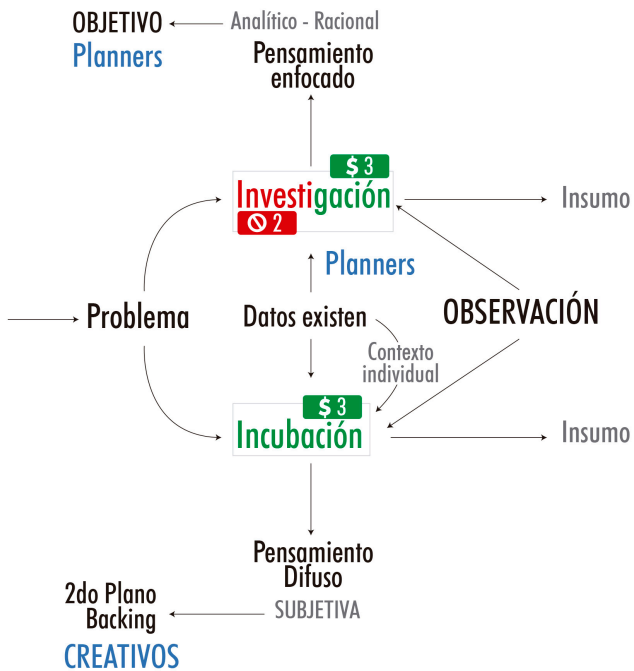 OBJETIVO
Analítico - Racional
Planners
Pensamiento
enfocado
$ 3
Investigación
2
Insumo
Planners
Problema
Datos existen
OBSERVACIÓN
Contexto
individual
$ 3
Incubación
Insumo
Pensamiento
Difuso
2do Plano
Backing
SUBJETIVA
CREATIVOS